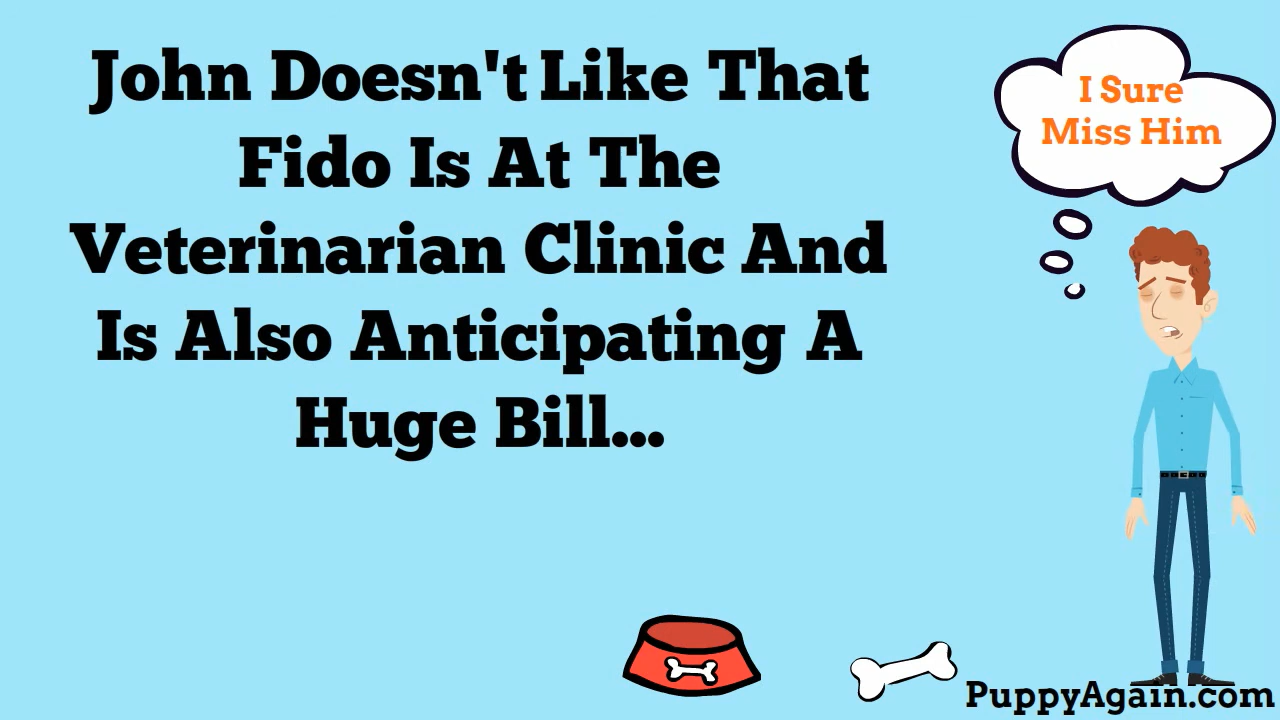 John Doesn't Like That
Fido Is At The
Veterinarian Clinic And
Is Also Anticipating A
Huge Bill...
I Sure
Miss Him
PuppyAgain.com